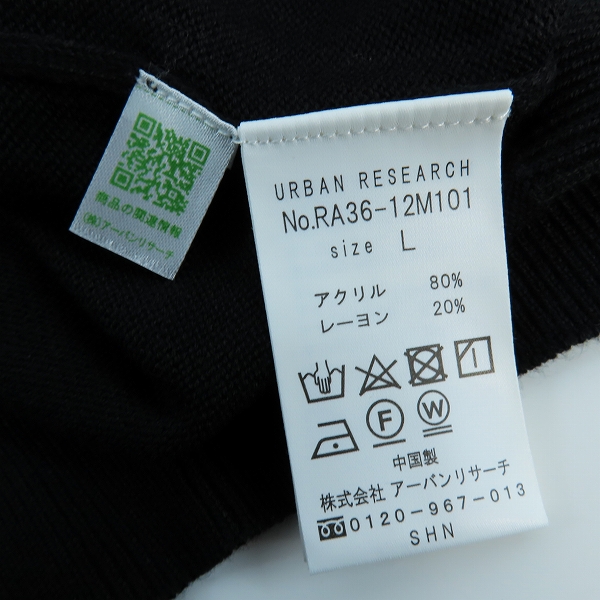 商品の関連情報
(株)アーバンリサーチ
URBAN RESEARCH
No.RA36-12M101
size L
アクリル 80%
レーヨン 20%
F W
中国製
株式会社 アーバンリサーチ
0120-967-013
SHN